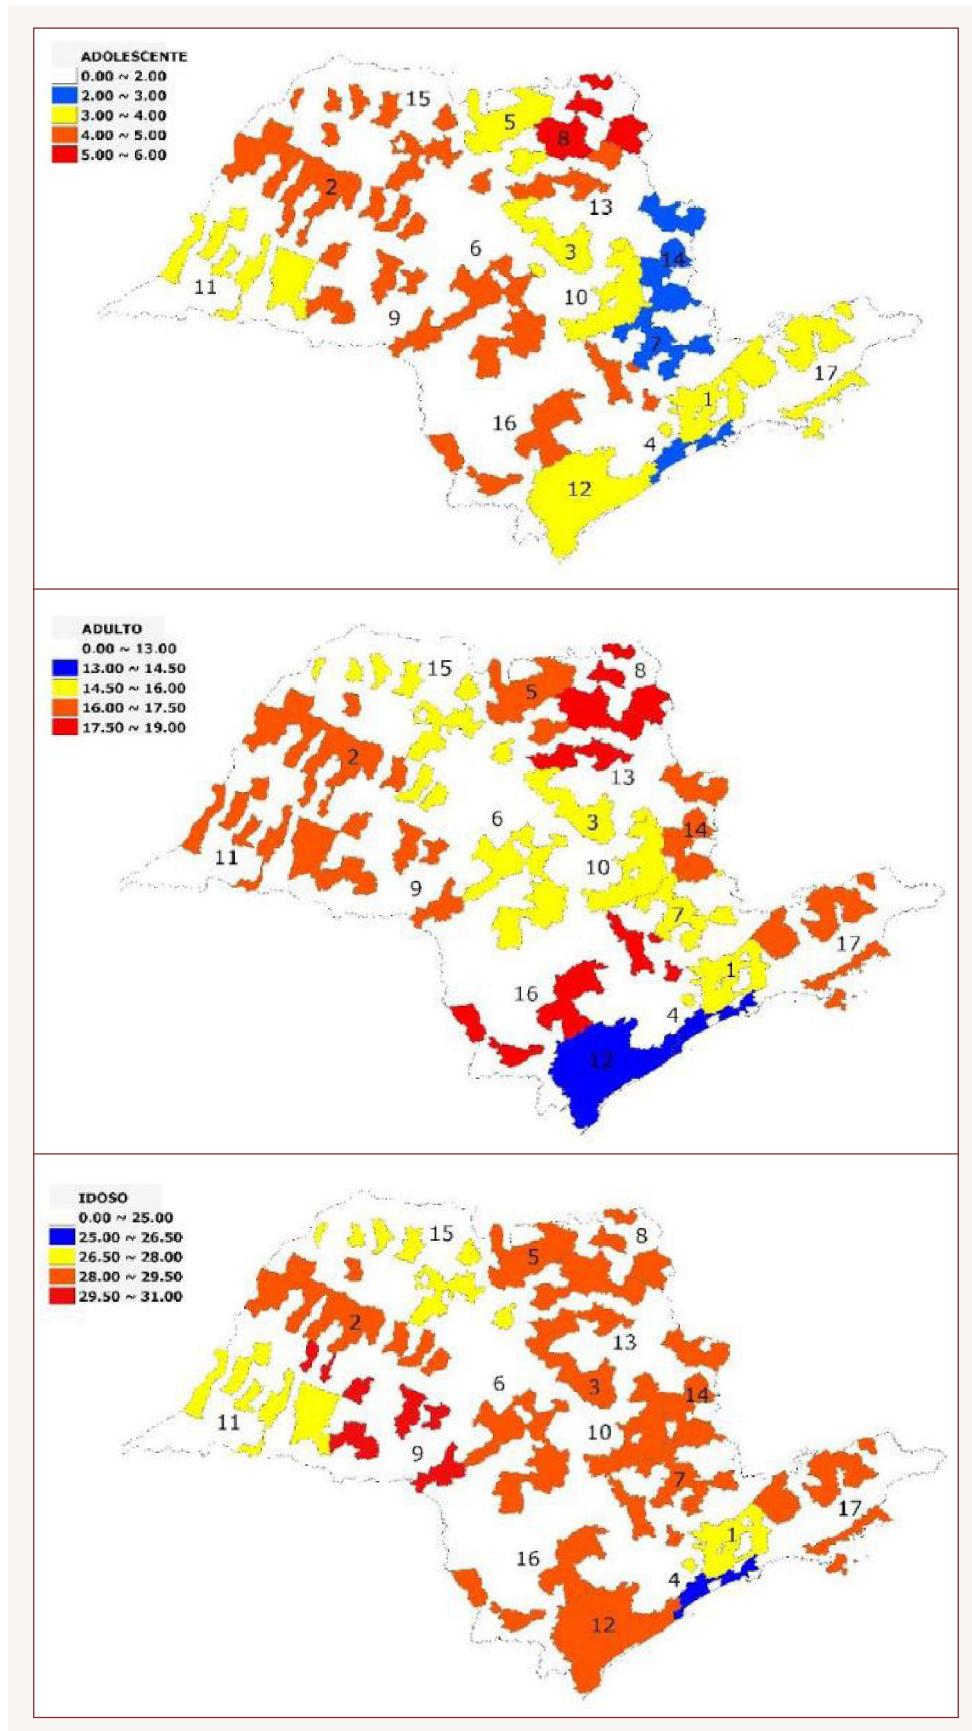 ADOLESCENTE
0.00 ~ 2.00
2.00 ~ 3.00
3.00 ~ 4.00
4.00 ~ 5.00
5.00 ~ 6.00
15
5
8
2
13
6
3
14
11
10
9
7
17
1
16
4
12
ADULTO
0.00 ~ 13.00
13.00 ~ 14.50
14.50 ~ 16.00
16.00 ~ 17.50
17.50 ~ 19.00
15
8
5
2
13
6
3
14
11
10
9
7
17
1
16
4
12
IDOSO
0.00 ~ 25.00
25.00 ~ 26.50
26.50 ~ 28.00
28.00 ~ 29.50
29.50 ~ 31.00
15
8
5
2
13
6
3
14
11
10
9
7
17
1
16
4
12